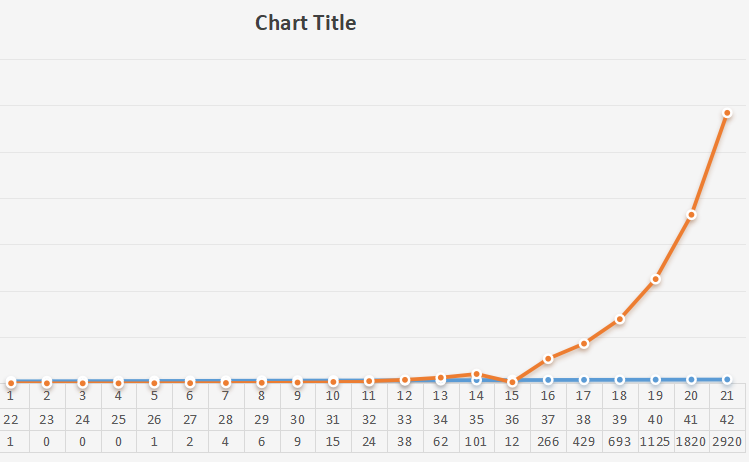 Chart Title
1 2 3 4 5 6 7 8 9 10 11 12 13 14 15 16 17 18 19 20 21
22 23 24 25 26 27 28 29 30 31 32 33 34 35 36 37 38 39 40 41 42
1 0 0 0 1 2 4 6 9 15 24 38 62 101 12 266 429 693 1125 1820 2920